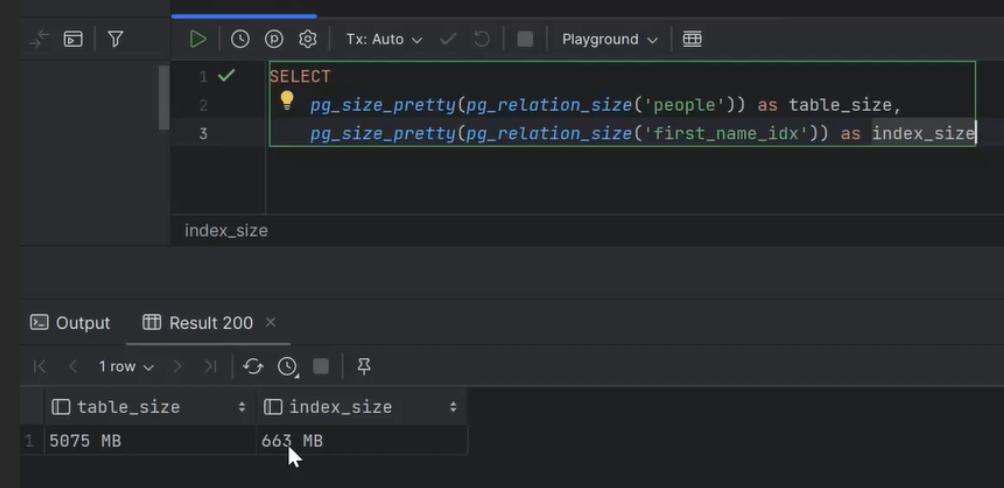 Tx: Auto
Playground
1 SELECT
2 pg_size_pretty(pg_relation_size('people')) as table_size,
3 pg_size_pretty(pg_relation_size('first_name_idx')) as index_size
index_size
Output Result 200
1 row
table_size index_size
1 5075 MB 663 MB